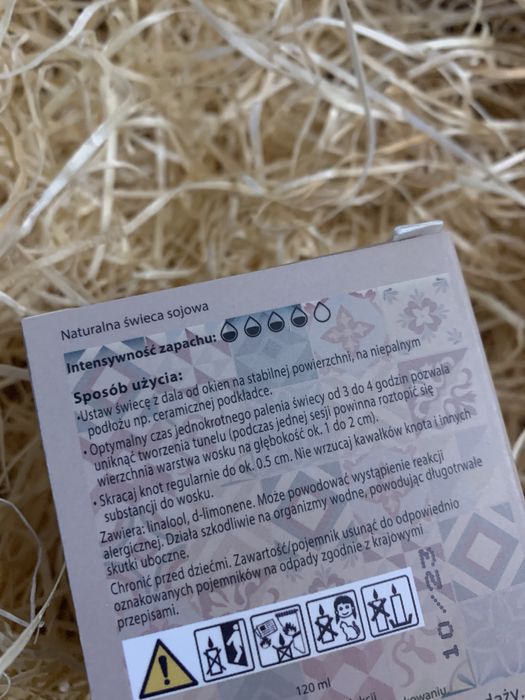 Naturalna świeca sojowa
Intensywność zapachu:
Sposób użycia:
•Ustaw świecę z dala od okien na stabilnej powierzchni, na niepalnym
podłożu np. ceramicznej podkładce.
• Optymalny czas jednokrotnego palenia świecy od 3 do 4 godzin pozwala
uniknąć tworzenia tunelu (podczas jednej sesji powinna roztopić się
wierzchnia warstwa wosku na głębokość ok. 1 do 2 cm).
• Skracaj knot regularnie do ok. 0.5 cm. Nie wrzucaj kawałków knota i innych
substancji do wosku.
Zawiera: linalool, d-limonene. Może powodować wystąpienie reakcji
alergicznej. Działa szkodliwie na organizmy wodne, powodując długotrwałe
skutki uboczne.
Chronić przed dziećmi. Zawartość/pojemnik usunąć do odpowiednio
oznakowanych pojemników na odpady zgodnie z krajowymi
przepisami.
120 ml